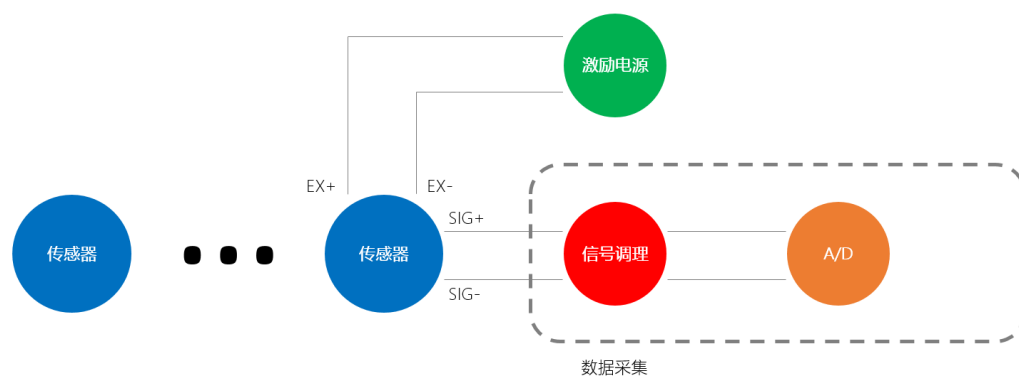 激励电源
EX+
EX-
SIG+
传感器
传感器
信号调理
A/D
SIG-
数据采集